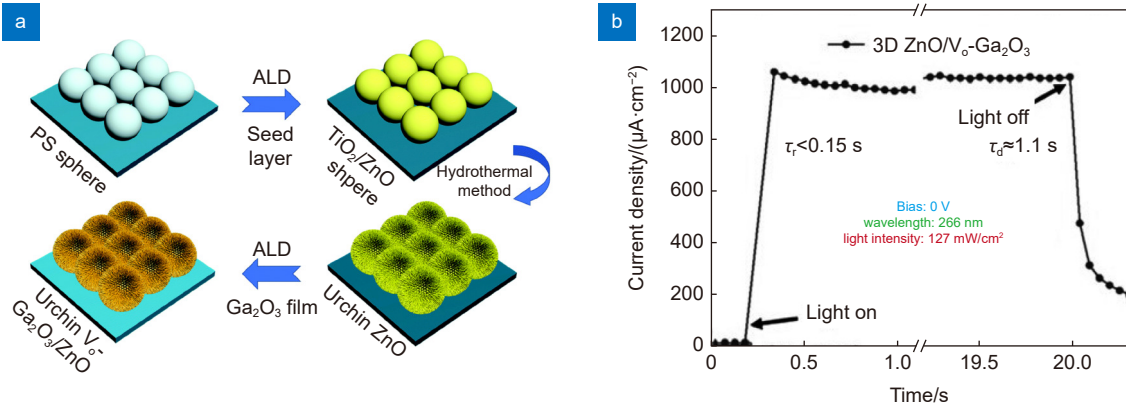 a
PS sphere
ALD
Seed
layer
TiO₂/ZnO
shpere
Hydrothermal
method
Urchin ZnO
ALD
Ga₂O₃ film
Urchin Vₒ-
Ga₂O₃/ZnO
b
Current density/(μA·cm⁻²)
1200
1000
800
600
400
200
0
3D ZnO/Vₒ-Ga₂O₃
Light off
τᵣ<0.15 s
τd≈1.1 s
Bias: 0 V
wavelength: 266 nm
light intensity: 127 mW/cm²
Light on
0
0.5
1.0
19.5
20.0
Time/s